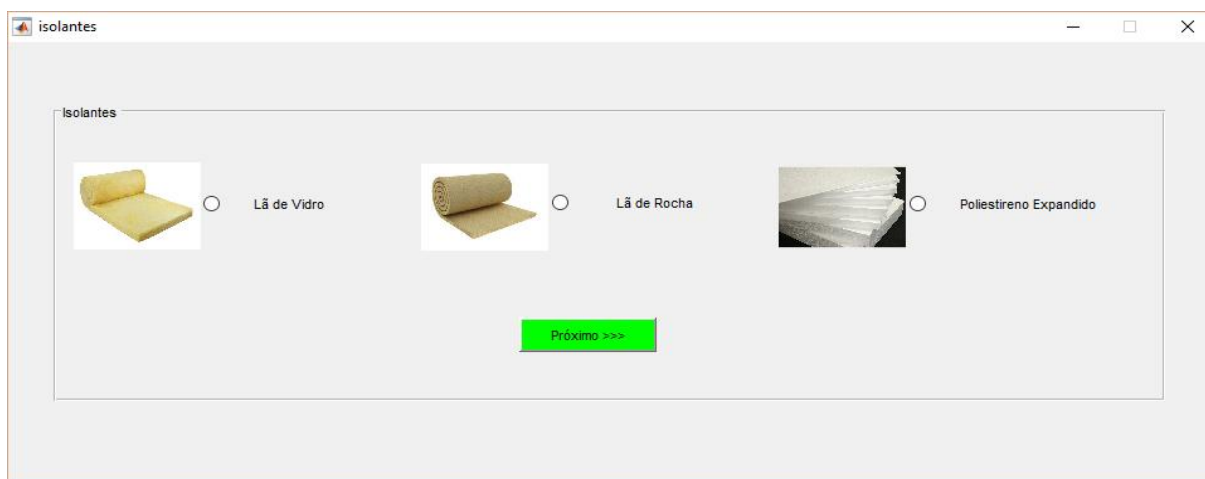 isolantes
Isolantes
Lã de Vidro
Lã de Rocha
Poliestireno Expandido
Próximo >>>